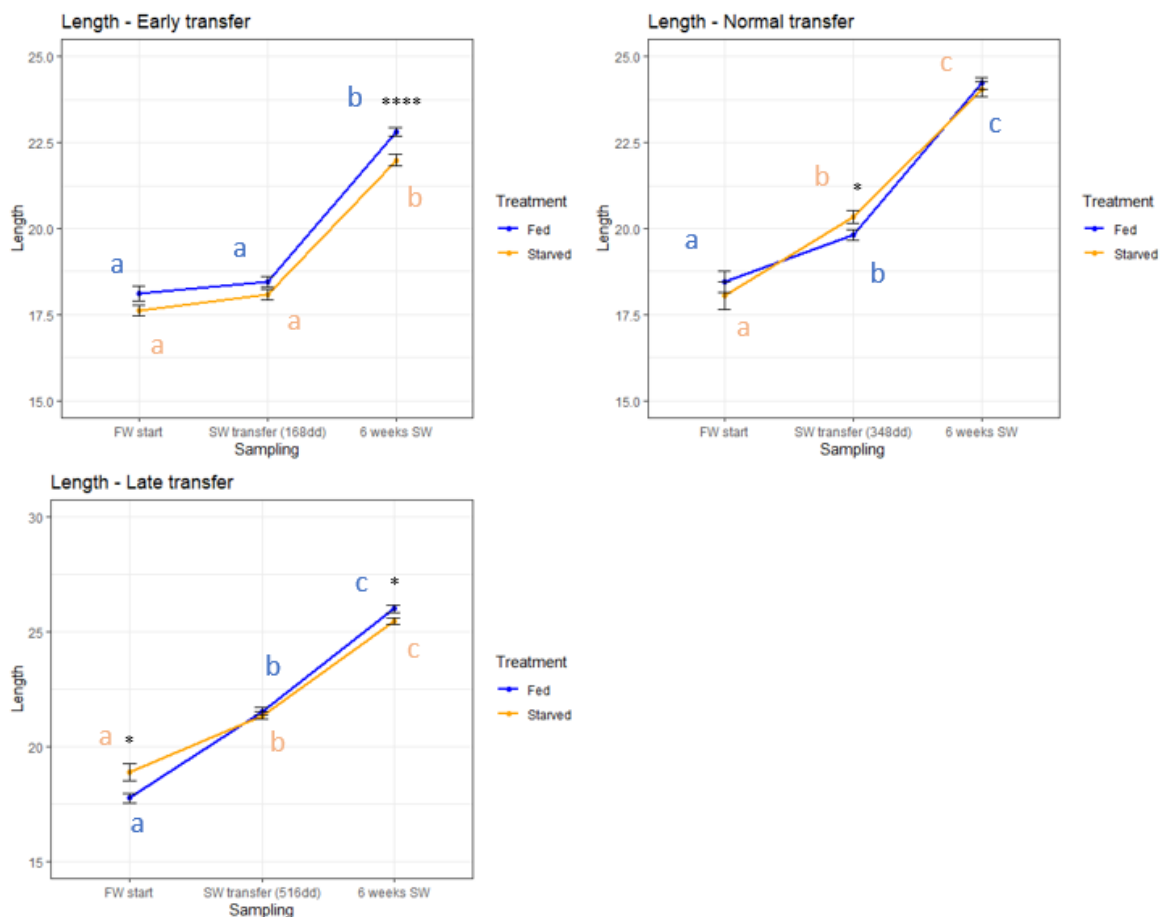 Length - Early transfer
25.0
22.5
20.0
17.5
15.0
Length
b ****
b
a
a
a
a
FW start SW transfer (168dd) 6 weeks SW
Sampling
Treatment
Fed
Starved
Length - Normal transfer
25.0
22.5
20.0
17.5
15.0
Length
c
c
b
*
a
b
a
FW start SW transfer (348dd) 6 weeks SW
Sampling
Treatment
Fed
Starved
Length - Late transfer
30
25
20
15
Length
c *
c
b
a *
b
a
FW start SW transfer (516dd) 6 weeks SW
Sampling
Treatment
Fed
Starved